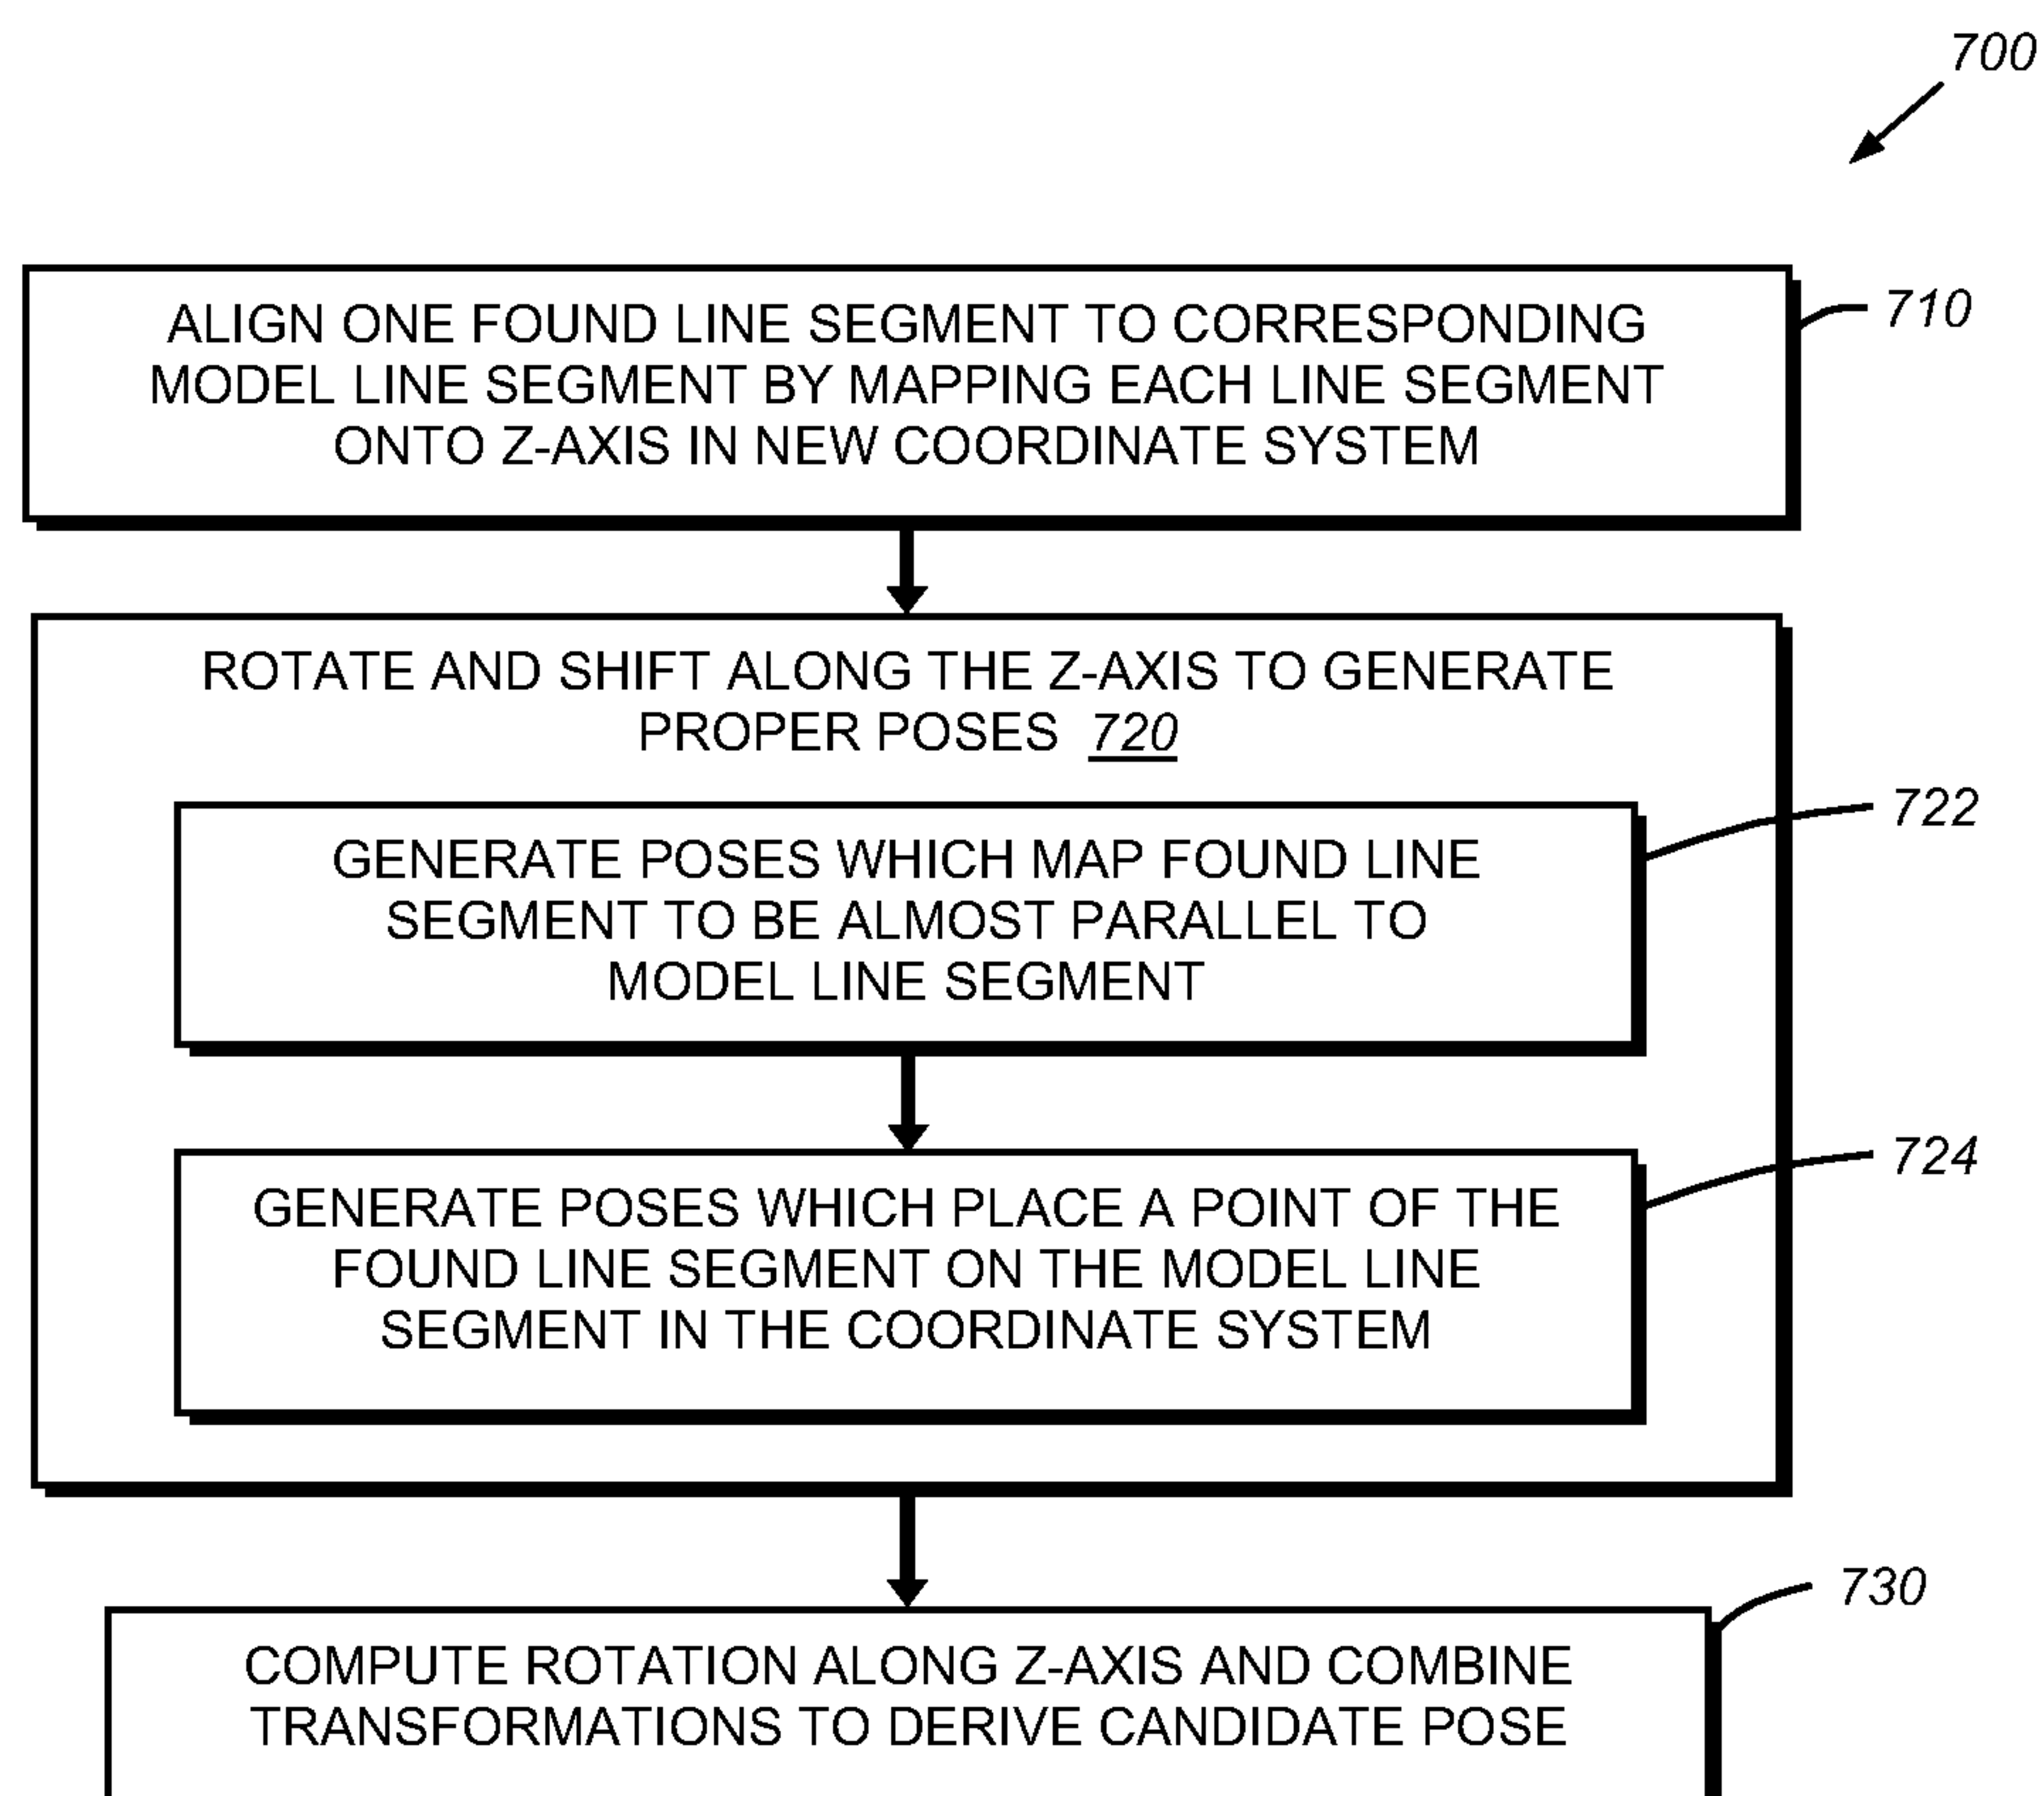 700
ALIGN ONE FOUND LINE SEGMENT TO CORRESPONDING
MODEL LINE SEGMENT BY MAPPING EACH LINE SEGMENT
ONTO Z-AXIS IN NEW COORDINATE SYSTEM
710
ROTATE AND SHIFT ALONG THE Z-AXIS TO GENERATE
PROPER POSES 720
722
GENERATE POSES WHICH MAP FOUND LINE
SEGMENT TO BE ALMOST PARALLEL TO
MODEL LINE SEGMENT
724
GENERATE POSES WHICH PLACE A POINT OF THE
FOUND LINE SEGMENT ON THE MODEL LINE
SEGMENT IN THE COORDINATE SYSTEM
730
COMPUTE ROTATION ALONG Z-AXIS AND COMBINE
TRANSFORMATIONS TO DERIVE CANDIDATE POSE